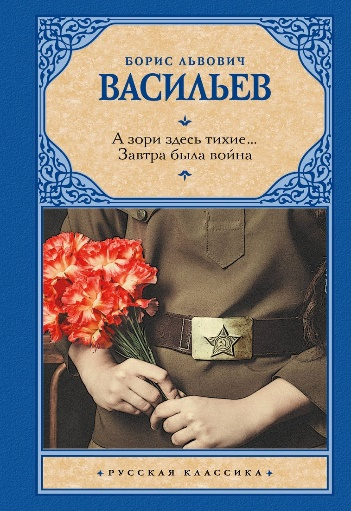 БОРИС ЛЬВОВИЧ
ВАСИЛЬЕВ
А зори здесь тихие...
Завтра была война
РУССКАЯ КЛАССИКА